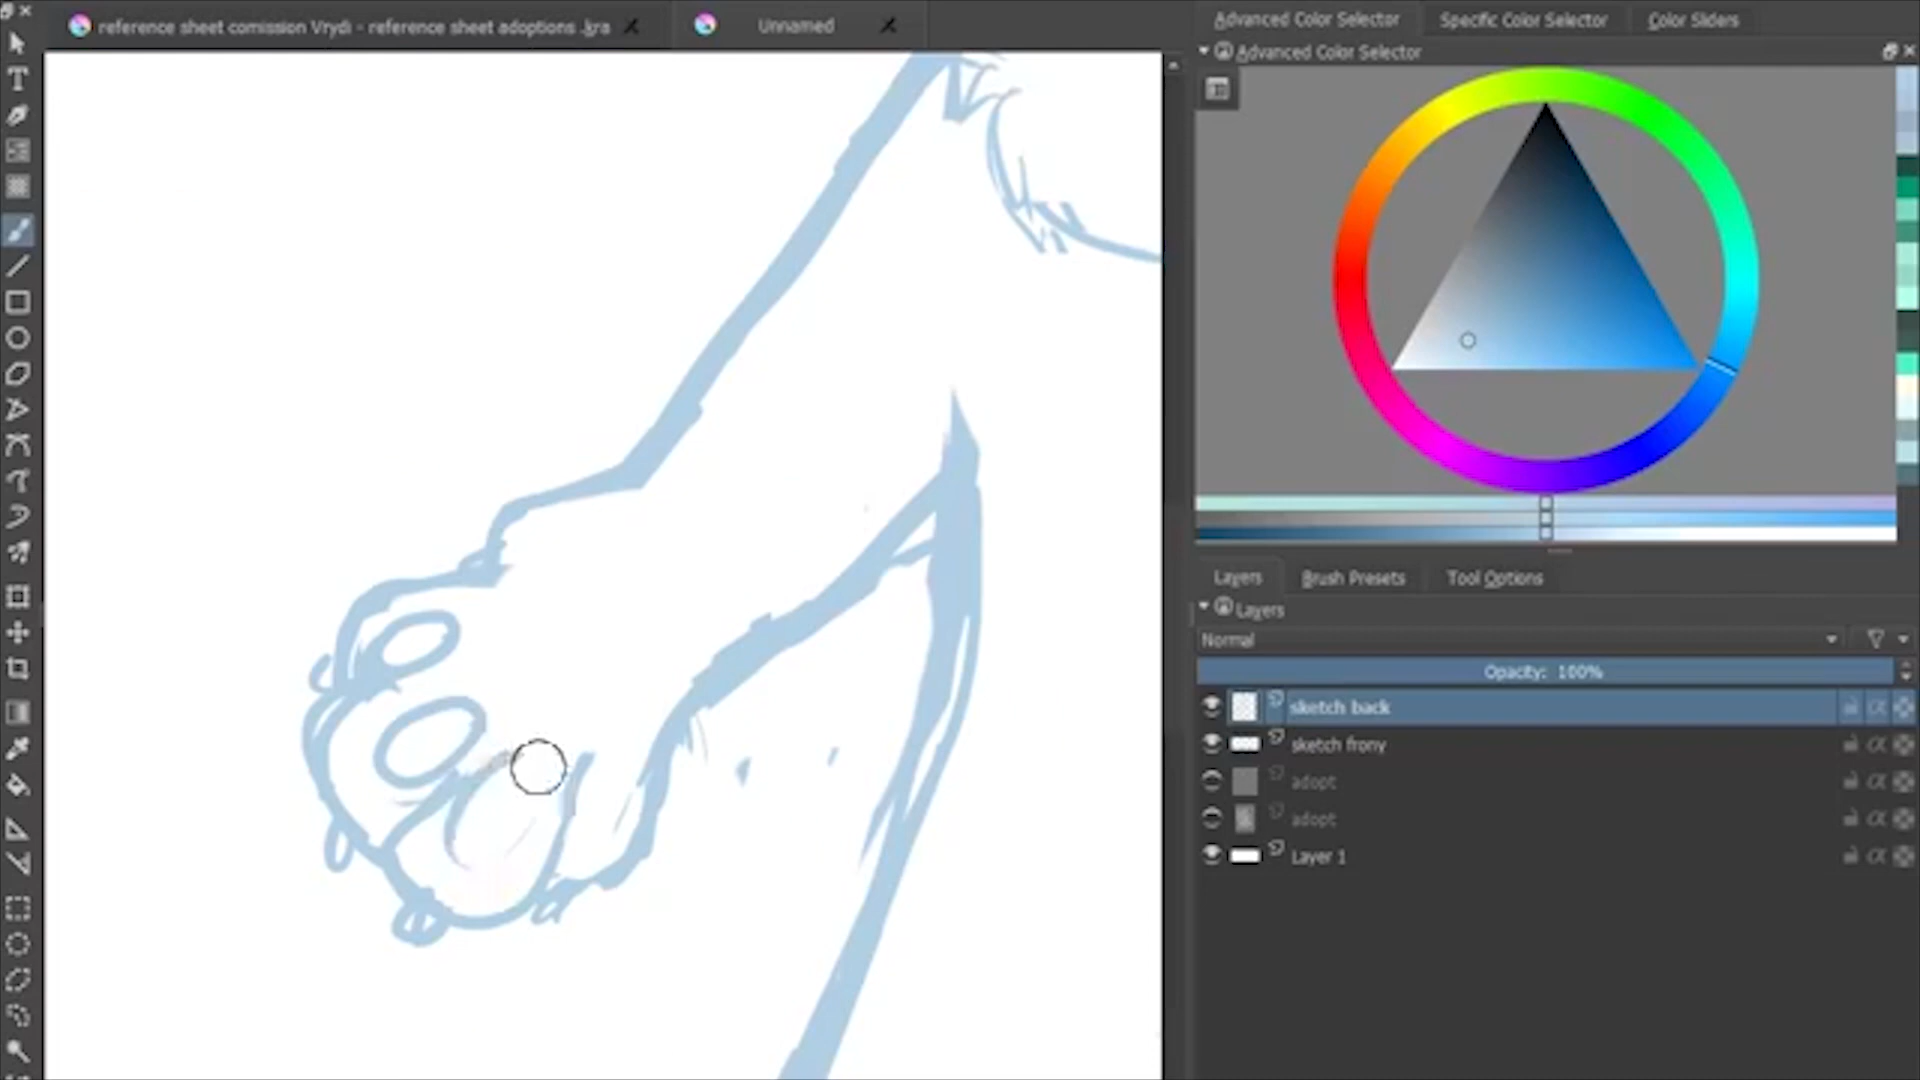 reference sheet comission Vrydi - reference sheet adoptions .kra
Unnamed
Advanced Color Selector
Specific Color Selector
Color Sliders
Advanced Color Selector
Layers
Brush Presets
Tool Options
Layers
Normal
Opacity: 100%
sketch back
sketch frony
adopt
adopt
Layer 1